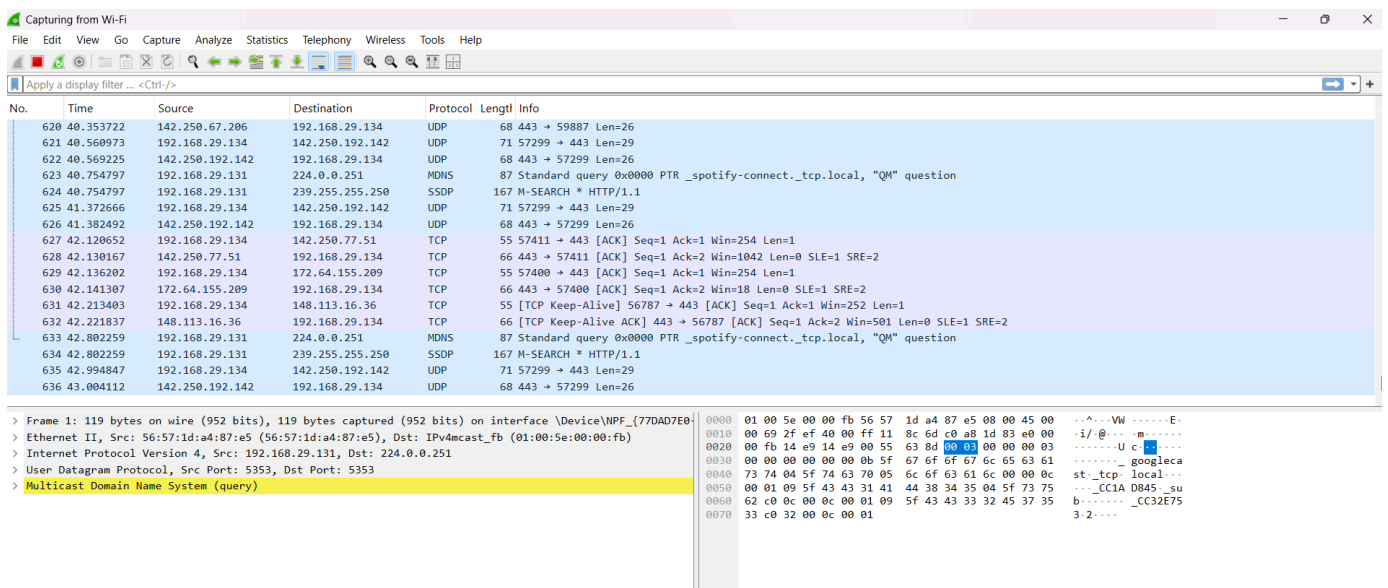 Capturing from Wi-Fi
File Edit View Go Capture Analyze Statistics Telephony Wireless Tools Help
Apply a display filter ... <Ctrl-/>
No. Time Source Destination Protocol Lengtl Info
620 40.353722 142.250.67.206 192.168.29.134 UDP 68 443 → 59887 Len=26
621 40.560973 192.168.29.134 142.250.192.142 UDP 71 57299 → 443 Len=29
622 40.569225 142.250.192.142 192.168.29.134 UDP 68 443 → 57299 Len=26
623 40.754797 192.168.29.131 224.0.0.251 MDNS 87 Standard query 0x0000 PTR _spotify-connect._tcp.local, "QM" question
624 40.754797 192.168.29.131 239.255.255.250 SSDP 167 M-SEARCH * HTTP/1.1
625 41.372666 192.168.29.134 142.250.192.142 UDP 71 57299 → 443 Len=29
626 41.382492 142.250.192.142 192.168.29.134 UDP 68 443 → 57299 Len=26
627 42.120652 192.168.29.134 142.250.77.51 TCP 55 57411 → 443 [ACK] Seq=1 Ack=1 Win=254 Len=1
628 42.130167 142.250.77.51 192.168.29.134 TCP 66 443 → 57411 [ACK] Seq=1 Ack=2 Win=1042 Len=0 SLE=1 SRE=2
629 42.136202 192.168.29.134 172.64.155.209 TCP 55 57400 → 443 [ACK] Seq=1 Ack=1 Win=254 Len=1
630 42.141307 172.64.155.209 192.168.29.134 TCP 66 443 → 57400 [ACK] Seq=1 Ack=2 Win=18 Len=0 SLE=1 SRE=2
631 42.213403 192.168.29.134 148.113.16.36 TCP 55 [TCP Keep-Alive] 56787 → 443 [ACK] Seq=1 Ack=1 Win=252 Len=1
632 42.221837 148.113.16.36 192.168.29.134 TCP 66 [TCP Keep-Alive ACK] 443 → 56787 [ACK] Seq=1 Ack=2 Win=501 Len=0 SLE=1 SRE=2
633 42.802259 192.168.29.131 224.0.0.251 MDNS 87 Standard query 0x0000 PTR _spotify-connect._tcp.local, "QM" question
634 42.802259 192.168.29.131 239.255.255.250 SSDP 167 M-SEARCH * HTTP/1.1
635 42.994847 192.168.29.134 142.250.192.142 UDP 71 57299 → 443 Len=29
636 43.004112 142.250.192.142 192.168.29.134 UDP 68 443 → 57299 Len=26
> Frame 1: 119 bytes on wire (952 bits), 119 bytes captured (952 bits) on interface \Device\NPF_{77DAD7E0-
> Ethernet II, Src: 56:57:1d:a4:87:e5 (56:57:1d:a4:87:e5), Dst: IPv4mcast_fb (01:00:5e:00:00:fb)
> Internet Protocol Version 4, Src: 192.168.29.131, Dst: 224.0.0.251
> User Datagram Protocol, Src Port: 5353, Dst Port: 5353
> Multicast Domain Name System (query)
0000 01 00 5e 00 00 fb 56 57 1d a4 87 e5 08 00 45 00 ··^···VW ······E·
0010 00 69 2f ef 40 00 ff 11 8c 6d c0 a8 1d 83 e0 00 ·i/·@··· ·m······
0020 00 fb 14 e9 14 e9 00 55 63 8d 00 03 00 00 00 03 ·······U c·······
0030 00 00 00 00 00 00 0b 5f 67 6f 6f 67 6c 65 63 61 ·······_ googleca
0040 73 74 04 5f 74 63 70 05 6c 6f 63 61 6c 00 00 0c st·_tcp· local···
0050 00 01 09 5f 43 43 31 41 44 38 34 35 04 5f 73 75 ···_CC1A D845·_su
0060 62 c0 0c 00 0c 00 01 09 5f 43 43 33 32 45 37 35 b······· _CC32E75
0070 33 c0 32 00 0c 00 01 3·2····